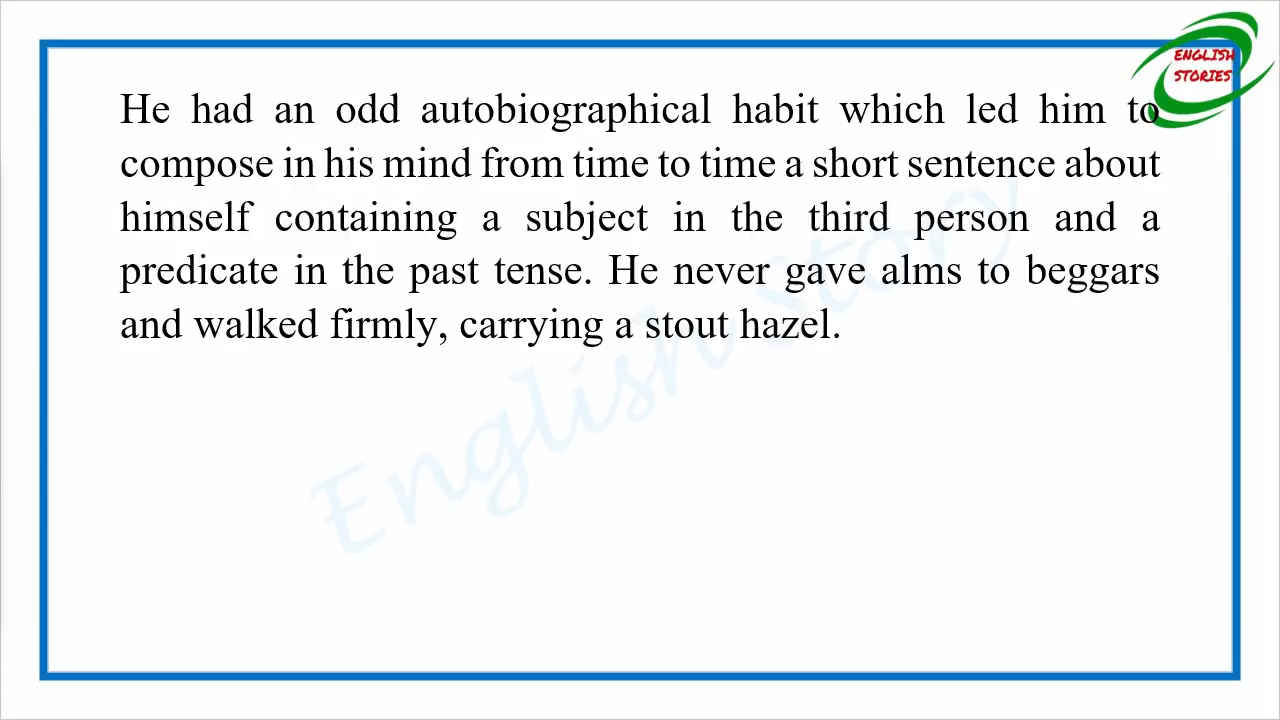 ENGLISH
STORIES
He had an odd autobiographical habit which led him to
compose in his mind from time to time a short sentence about
himself containing a subject in the third person and a
predicate in the past tense. He never gave alms to beggars
and walked firmly, carrying a stout hazel.
English Story